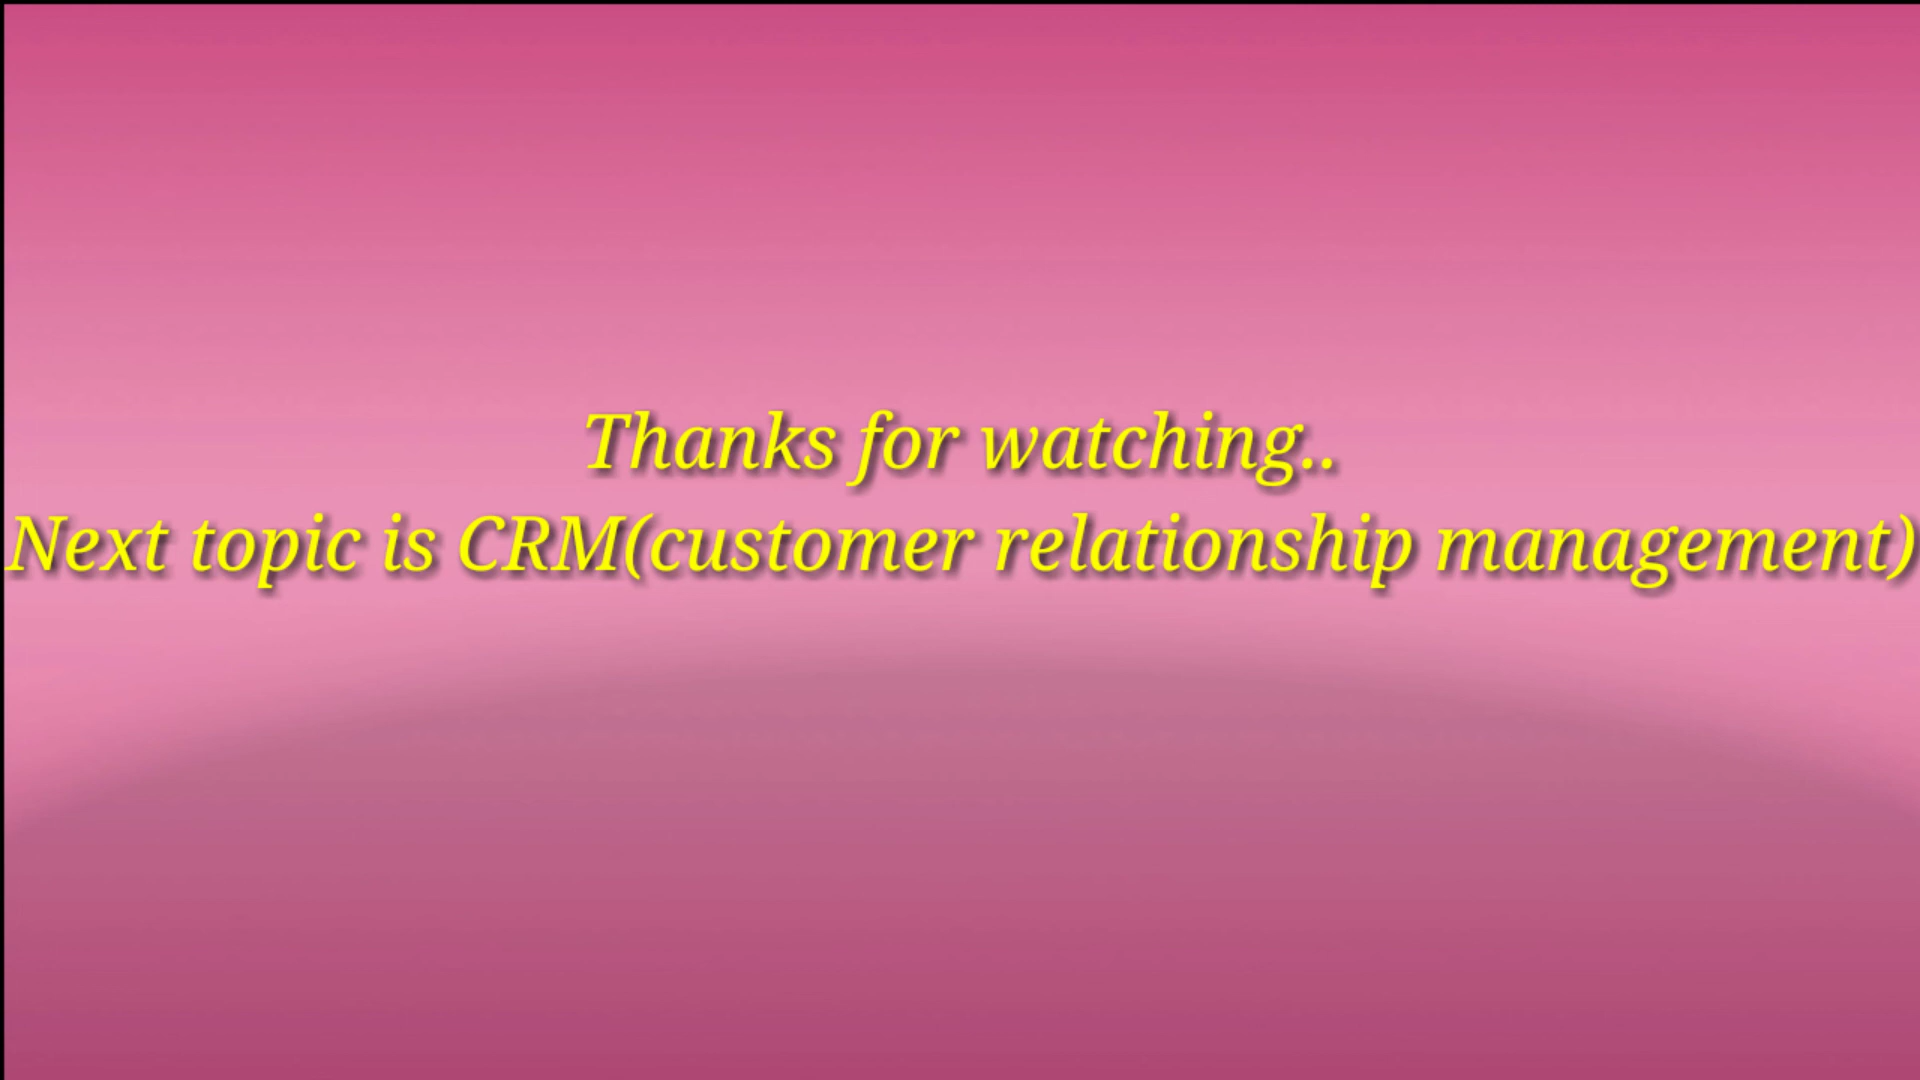 Thanks for watching..
Next topic is CRM(customer relationship management)